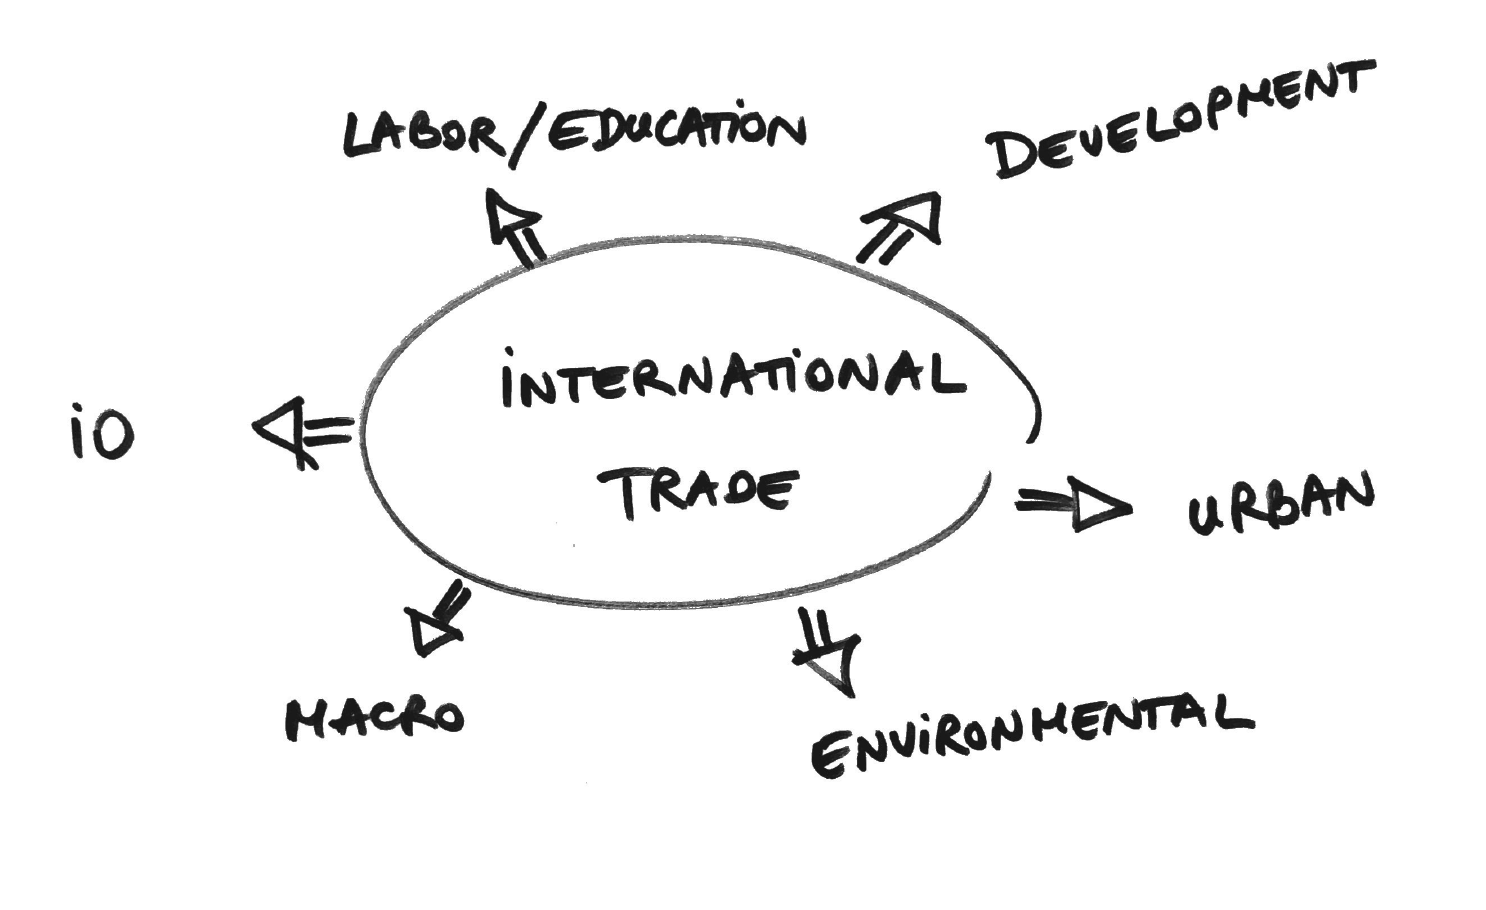 LABOR/EDUCATION
DEVELOPMENT
iNTERNATiONAL
TRADE
iO
URBAN
MACRO
ENViRONMENTAL